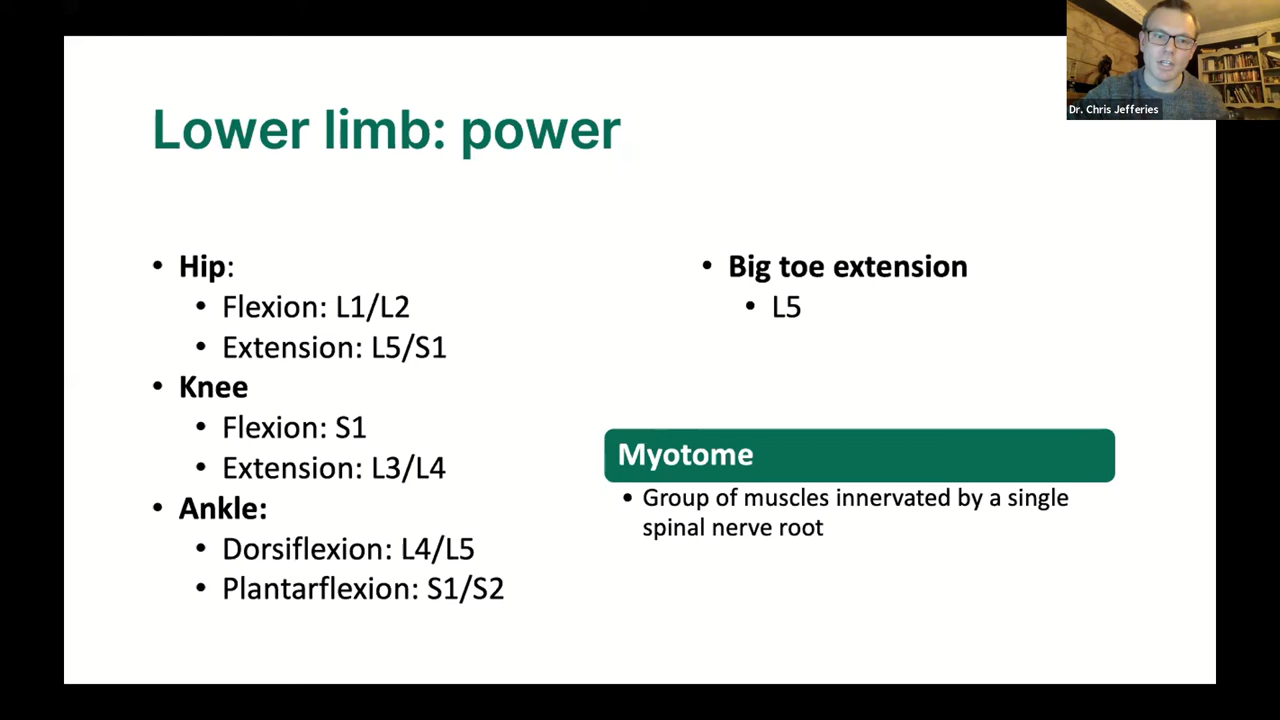 Dr. Chris Jefferies
Lower limb: power
• Hip:
• Flexion: L1/L2
• Extension: L5/S1
• Knee
• Flexion: S1
• Extension: L3/L4
• Ankle:
• Dorsiflexion: L4/L5
• Plantarflexion: S1/S2
• Big toe extension
• L5
Myotome
• Group of muscles innervated by a single
spinal nerve root